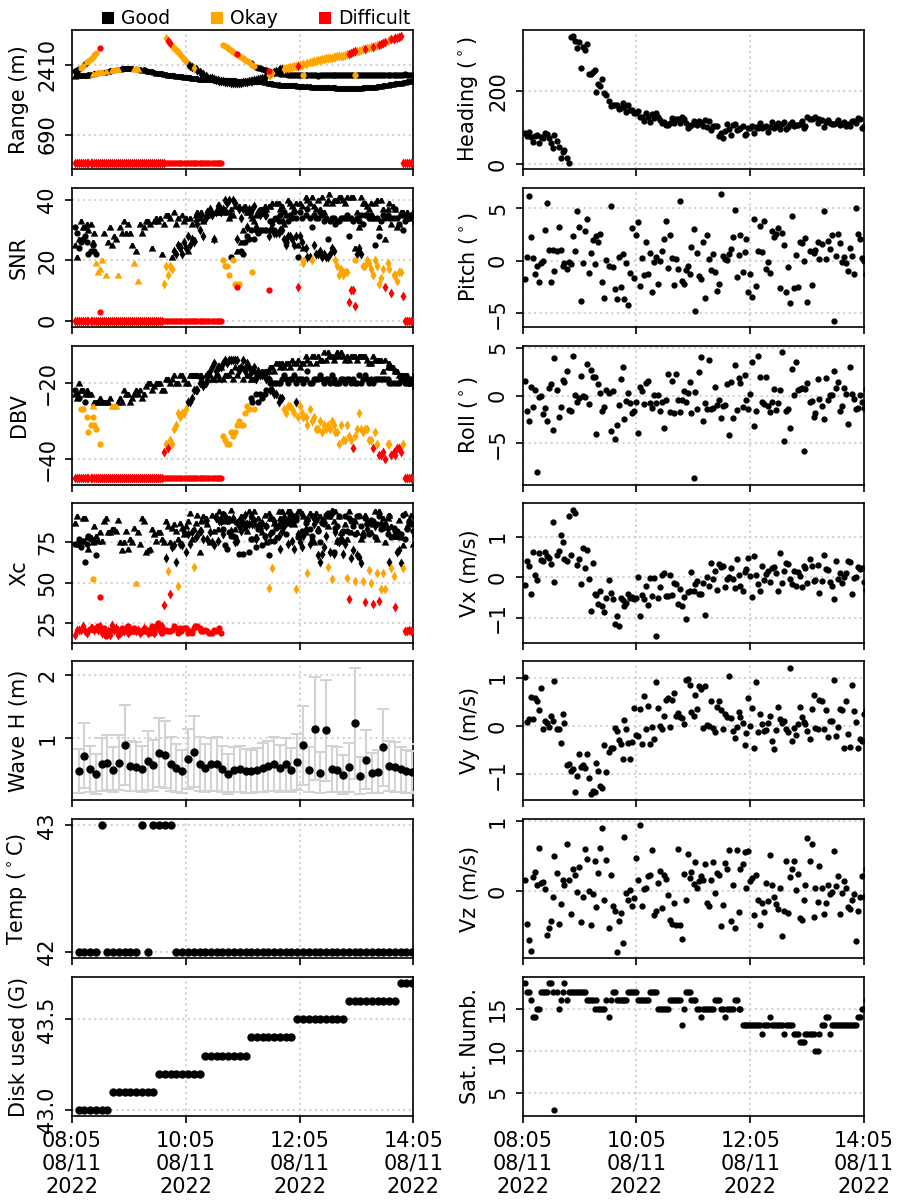 Good Okay Difficult
Range (m)
2410
690
Heading (°)
200
0
SNR
40
20
0
Pitch (°)
5
0
−5
DBV
−20
−40
Roll (°)
5
0
−5
Xc
75
50
25
Vx (m/s)
1
0
−1
Wave H (m)
2
1
Vy (m/s)
1
0
−1
Temp (°C)
43
42
Vz (m/s)
1
0
Disk used (G)
43.5
43.0
Sat. Numb.
15
10
5
08:05 10:05 12:05 14:05 08:05 10:05 12:05 14:05
08/11 08/11 08/11 08/11 08/11 08/11 08/11 08/11
2022 2022 2022 2022 2022 2022 2022 2022